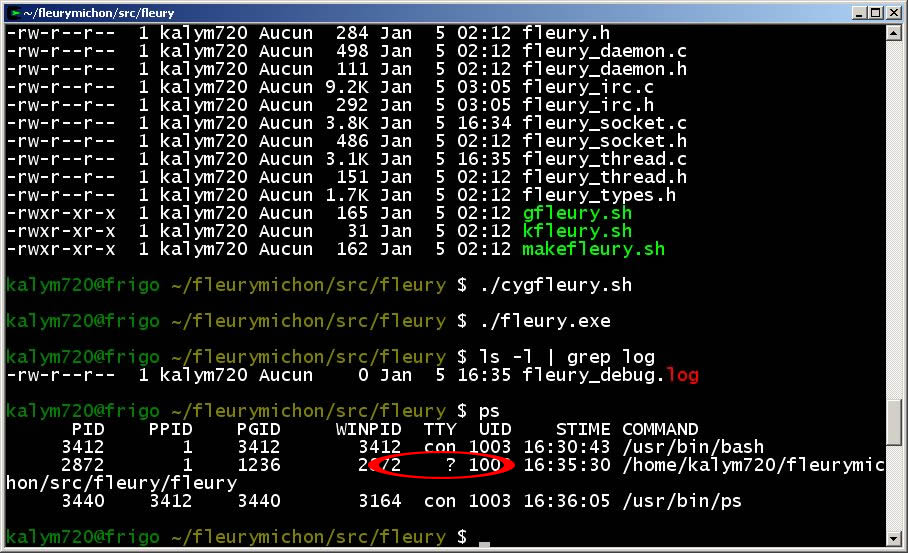 ~/fleurymichon/src/fleury
-rw-r--r-- 1 kalym720 Aucun 284 Jan 5 02:12 fleury.h
-rw-r--r-- 1 kalym720 Aucun 498 Jan 5 02:12 fleury_daemon.c
-rw-r--r-- 1 kalym720 Aucun 111 Jan 5 02:12 fleury_daemon.h
-rw-r--r-- 1 kalym720 Aucun 9.2K Jan 5 03:05 fleury_irc.c
-rw-r--r-- 1 kalym720 Aucun 292 Jan 5 03:05 fleury_irc.h
-rw-r--r-- 1 kalym720 Aucun 3.8K Jan 5 16:34 fleury_socket.c
-rw-r--r-- 1 kalym720 Aucun 486 Jan 5 02:12 fleury_socket.h
-rw-r--r-- 1 kalym720 Aucun 3.1K Jan 5 16:35 fleury_thread.c
-rw-r--r-- 1 kalym720 Aucun 151 Jan 5 02:12 fleury_thread.h
-rw-r--r-- 1 kalym720 Aucun 1.7K Jan 5 02:12 fleury_types.h
-rwxr-xr-x 1 kalym720 Aucun 165 Jan 5 02:12 gfleury.sh
-rwxr-xr-x 1 kalym720 Aucun 31 Jan 5 02:12 kfleury.sh
-rwxr-xr-x 1 kalym720 Aucun 162 Jan 5 02:12 makefleury.sh
kalym720@frigo ~/fleurymichon/src/fleury $ ./cygfleury.sh
kalym720@frigo ~/fleurymichon/src/fleury $ ./fleury.exe
kalym720@frigo ~/fleurymichon/src/fleury $ ls -l | grep log
-rw-r--r-- 1 kalym720 Aucun 0 Jan 5 16:35 fleury_debug.log
kalym720@frigo ~/fleurymichon/src/fleury $ ps
PID PPID PGID WINPID TTY UID STIME COMMAND
3412 1 3412 3412 con 1003 16:30:43 /usr/bin/bash
2872 1 1236 2872 ? 1003 16:35:30 /home/kalym720/fleurymic
hon/src/fleury/fleury
3440 3412 3440 3164 con 1003 16:36:05 /usr/bin/ps
kalym720@frigo ~/fleurymichon/src/fleury $